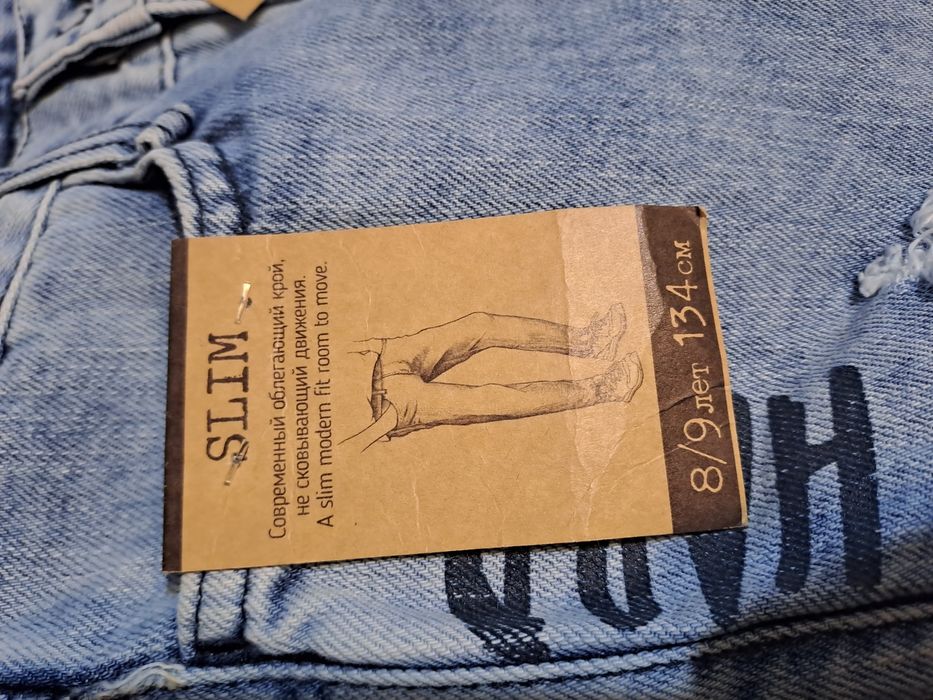 SLIM
Современный облегающий крой,
не сковывающий движения.
A slim modern fit room to move.
8/9 лет 134 см